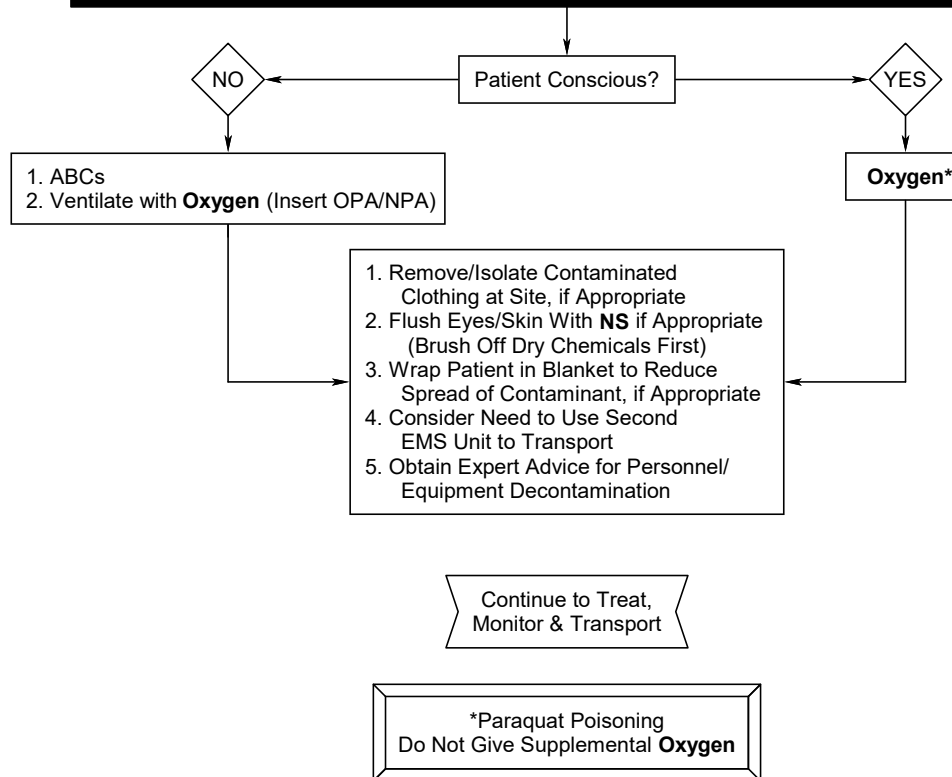 Patient Conscious?
NO
YES
1. ABCs
2. Ventilate with Oxygen (Insert OPA/NPA)
Oxygen*
1. Remove/Isolate Contaminated
Clothing at Site, if Appropriate
2. Flush Eyes/Skin With NS if Appropriate
(Brush Off Dry Chemicals First)
3. Wrap Patient in Blanket to Reduce
Spread of Contaminant, if Appropriate
4. Consider Need to Use Second
EMS Unit to Transport
5. Obtain Expert Advice for Personnel/
Equipment Decontamination
Continue to Treat,
Monitor & Transport
*Paraquat Poisoning
Do Not Give Supplemental Oxygen